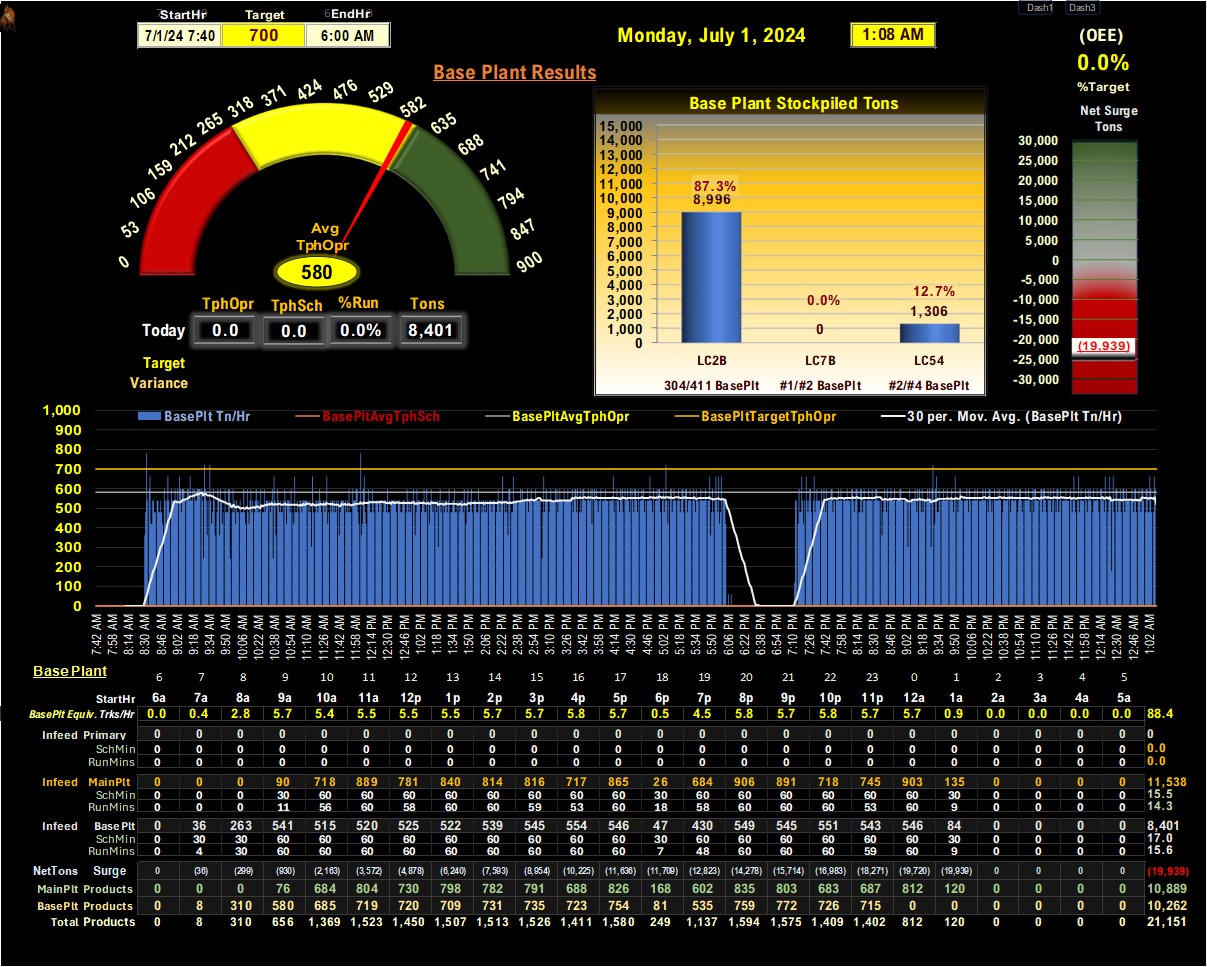 StartHr Target EndHr
7/1/24 7:40 700 6:00 AM
Monday, July 1, 2024
1:08 AM
Dash1 Dash3
(OEE)
0.0%
%Target
Net Surge
Tons
30,000
25,000
20,000
15,000
10,000
5,000
0
-5,000
-10,000
-15,000
-20,000
-25,000
-30,000
(19,939)
Base Plant Results
0 53 106 159 212 265 318 371 424 476 529 582 635 688 741 794 847 900
Avg
TphOpr
580
TphOpr TphSch %Run Tons
Today 0.0 0.0 0.0% 8,401
Target
Variance
Base Plant Stockpiled Tons
15,000
14,000
13,000
12,000
11,000
10,000
9,000
8,000
7,000
6,000
5,000
4,000
3,000
2,000
1,000
0
87.3%
8,996
0.0%
0
12.7%
1,306
LC2B LC7B LC54
304/411 BasePlt #1/#2 BasePlt #2/#4 BasePlt
BasePlt Tn/Hr BasePltAvgTphSch BasePltAvgTphOpr BasePltTargetTphOpr 30 per. Mov. Avg. (BasePlt Tn/Hr)
1,000
900
800
700
600
500
400
300
200
100
0
7:42 AM 7:58 AM 8:14 AM 8:30 AM 8:46 AM 9:02 AM 9:18 AM 9:34 AM 9:50 AM 10:06 AM 10:22 AM 10:38 AM 10:54 AM 11:10 AM 11:26 AM 11:42 AM 11:58 AM 12:14 PM 12:30 PM 12:46 PM 1:02 PM 1:18 PM 1:34 PM 1:50 PM 2:06 PM 2:22 PM 2:38 PM 2:54 PM 3:10 PM 3:26 PM 3:42 PM 3:58 PM 4:14 PM 4:30 PM 4:46 PM 5:02 PM 5:18 PM 5:34 PM 5:50 PM 6:06 PM 6:22 PM 6:38 PM 6:54 PM 7:10 PM 7:26 PM 7:42 PM 7:58 PM 8:14 PM 8:30 PM 8:46 PM 9:02 PM 9:18 PM 9:34 PM 9:50 PM 10:06 PM 10:22 PM 10:38 PM 10:54 PM 11:10 PM 11:26 PM 11:42 PM 11:58 PM 12:14 AM 12:30 AM 12:46 AM 1:02 AM
Base Plant
6 7 8 9 10 11 12 13 14 15 16 17 18 19 20 21 22 23 0 1 2 3 4 5
StartHr 6a 7a 8a 9a 10a 11a 12p 1p 2p 3p 4p 5p 6p 7p 8p 9p 10p 11p 12a 1a 2a 3a 4a 5a
BasePlt Equiv. Trks/Hr 0.0 0.4 2.8 5.7 5.4 5.5 5.5 5.5 5.7 5.7 5.8 5.7 0.5 4.5 5.8 5.7 5.8 5.7 5.7 0.9 0.0 0.0 0.0 0.0 88.4
Infeed Primary 0 0 0 0 0 0 0 0 0 0 0 0 0 0 0 0 0 0 0 0 0 0 0 0 0
SchMin 0 0 0 0 0 0 0 0 0 0 0 0 0 0 0 0 0 0 0 0 0 0 0 0 0.0
RunMins 0 0 0 0 0 0 0 0 0 0 0 0 0 0 0 0 0 0 0 0 0 0 0 0 0.0
Infeed MainPlt 0 0 0 90 718 889 781 840 814 816 717 865 26 684 906 891 718 745 903 135 0 0 0 0 11,538
SchMin 0 0 0 30 60 60 60 60 60 60 60 60 30 60 60 60 60 60 60 30 0 0 0 0 15.5
RunMins 0 0 0 11 56 60 58 60 60 59 53 60 18 58 60 60 60 53 60 9 0 0 0 0 14.3
Infeed Base Plt 0 36 263 541 515 520 525 522 539 545 554 546 47 430 549 545 551 543 546 84 0 0 0 0 8,401
SchMin 0 30 30 60 60 60 60 60 60 60 60 60 30 60 60 60 60 60 60 30 0 0 0 0 17.0
RunMins 0 4 30 60 60 60 60 60 60 60 60 60 7 48 60 60 60 59 60 9 0 0 0 0 15.6
NetTons Surge 0 (36) (299) (930) (2,163) (3,572) (4,878) (6,240) (7,593) (8,954) (10,225) (11,636) (11,709) (12,823) (14,278) (15,714) (16,983) (18,271) (19,720) (19,939) 0 0 0 0 (19,939)
MainPlt Products 0 0 0 76 684 804 730 798 782 791 688 826 168 602 835 803 683 687 812 120 0 0 0 0 10,889
BasePlt Products 0 8 310 580 685 719 720 709 731 735 723 754 81 535 759 772 726 715 0 0 0 0 0 0 10,262
Total Products 0 8 310 656 1,369 1,523 1,450 1,507 1,513 1,526 1,411 1,580 249 1,137 1,594 1,575 1,409 1,402 812 120 0 0 0 0 21,151